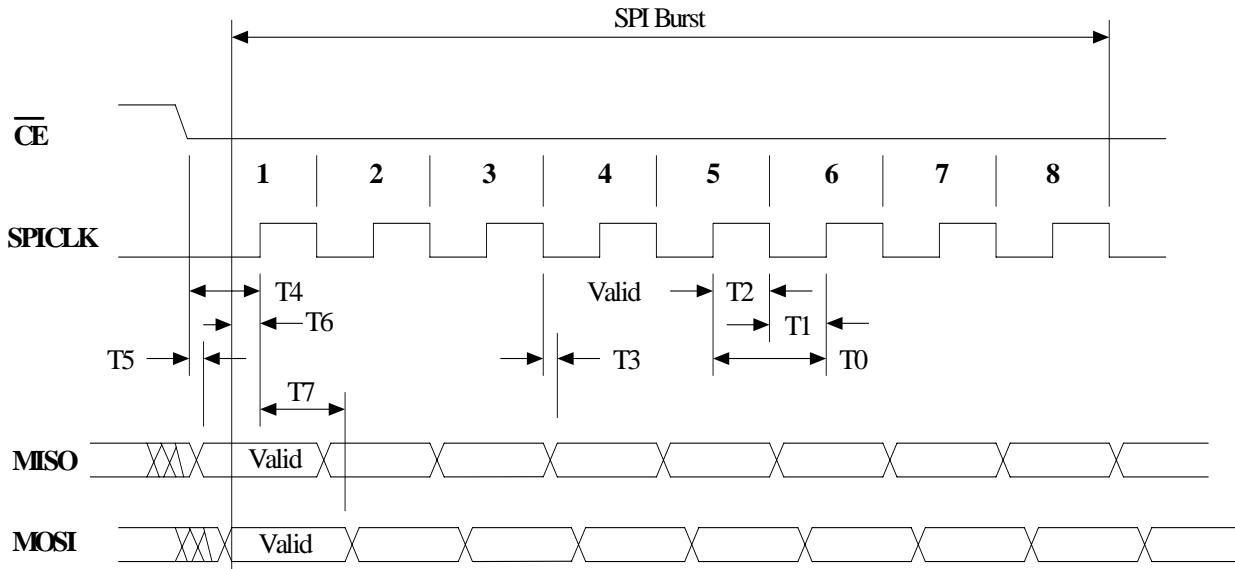 SPI Burst
CE
1 2 3 4 5 6 7 8
SPICLK
T4 Valid T2
T6 T1
T5 T3 T0
T7
MISO Valid
MOSI Valid